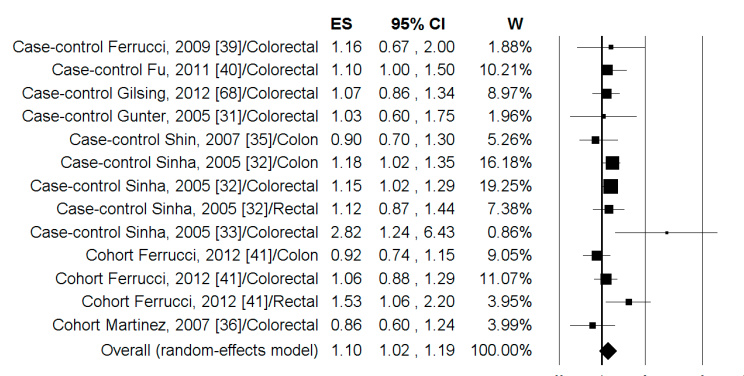 ES 95% CI W
Case-control Ferrucci, 2009 [39]/Colorectal 1.16 0.67 , 2.00 1.88%
Case-control Fu, 2011 [40]/Colorectal 1.10 1.00 , 1.50 10.21%
Case-control Gilsing, 2012 [68]/Colorectal 1.07 0.86 , 1.34 8.97%
Case-control Gunter, 2005 [31]/Colorectal 1.03 0.60 , 1.75 1.96%
Case-control Shin, 2007 [35]/Colon 0.90 0.70 , 1.30 5.26%
Case-control Sinha, 2005 [32]/Colon 1.18 1.02 , 1.35 16.18%
Case-control Sinha, 2005 [32]/Colorectal 1.15 1.02 , 1.29 19.25%
Case-control Sinha, 2005 [32]/Rectal 1.12 0.87 , 1.44 7.38%
Case-control Sinha, 2005 [33]/Colorectal 2.82 1.24 , 6.43 0.86%
Cohort Ferrucci, 2012 [41]/Colon 0.92 0.74 , 1.15 9.05%
Cohort Ferrucci, 2012 [41]/Colorectal 1.06 0.88 , 1.29 11.07%
Cohort Ferrucci, 2012 [41]/Rectal 1.53 1.06 , 2.20 3.95%
Cohort Martinez, 2007 [36]/Colorectal 0.86 0.60 , 1.24 3.99%
Overall (random-effects model) 1.10 1.02 , 1.19 100.00%